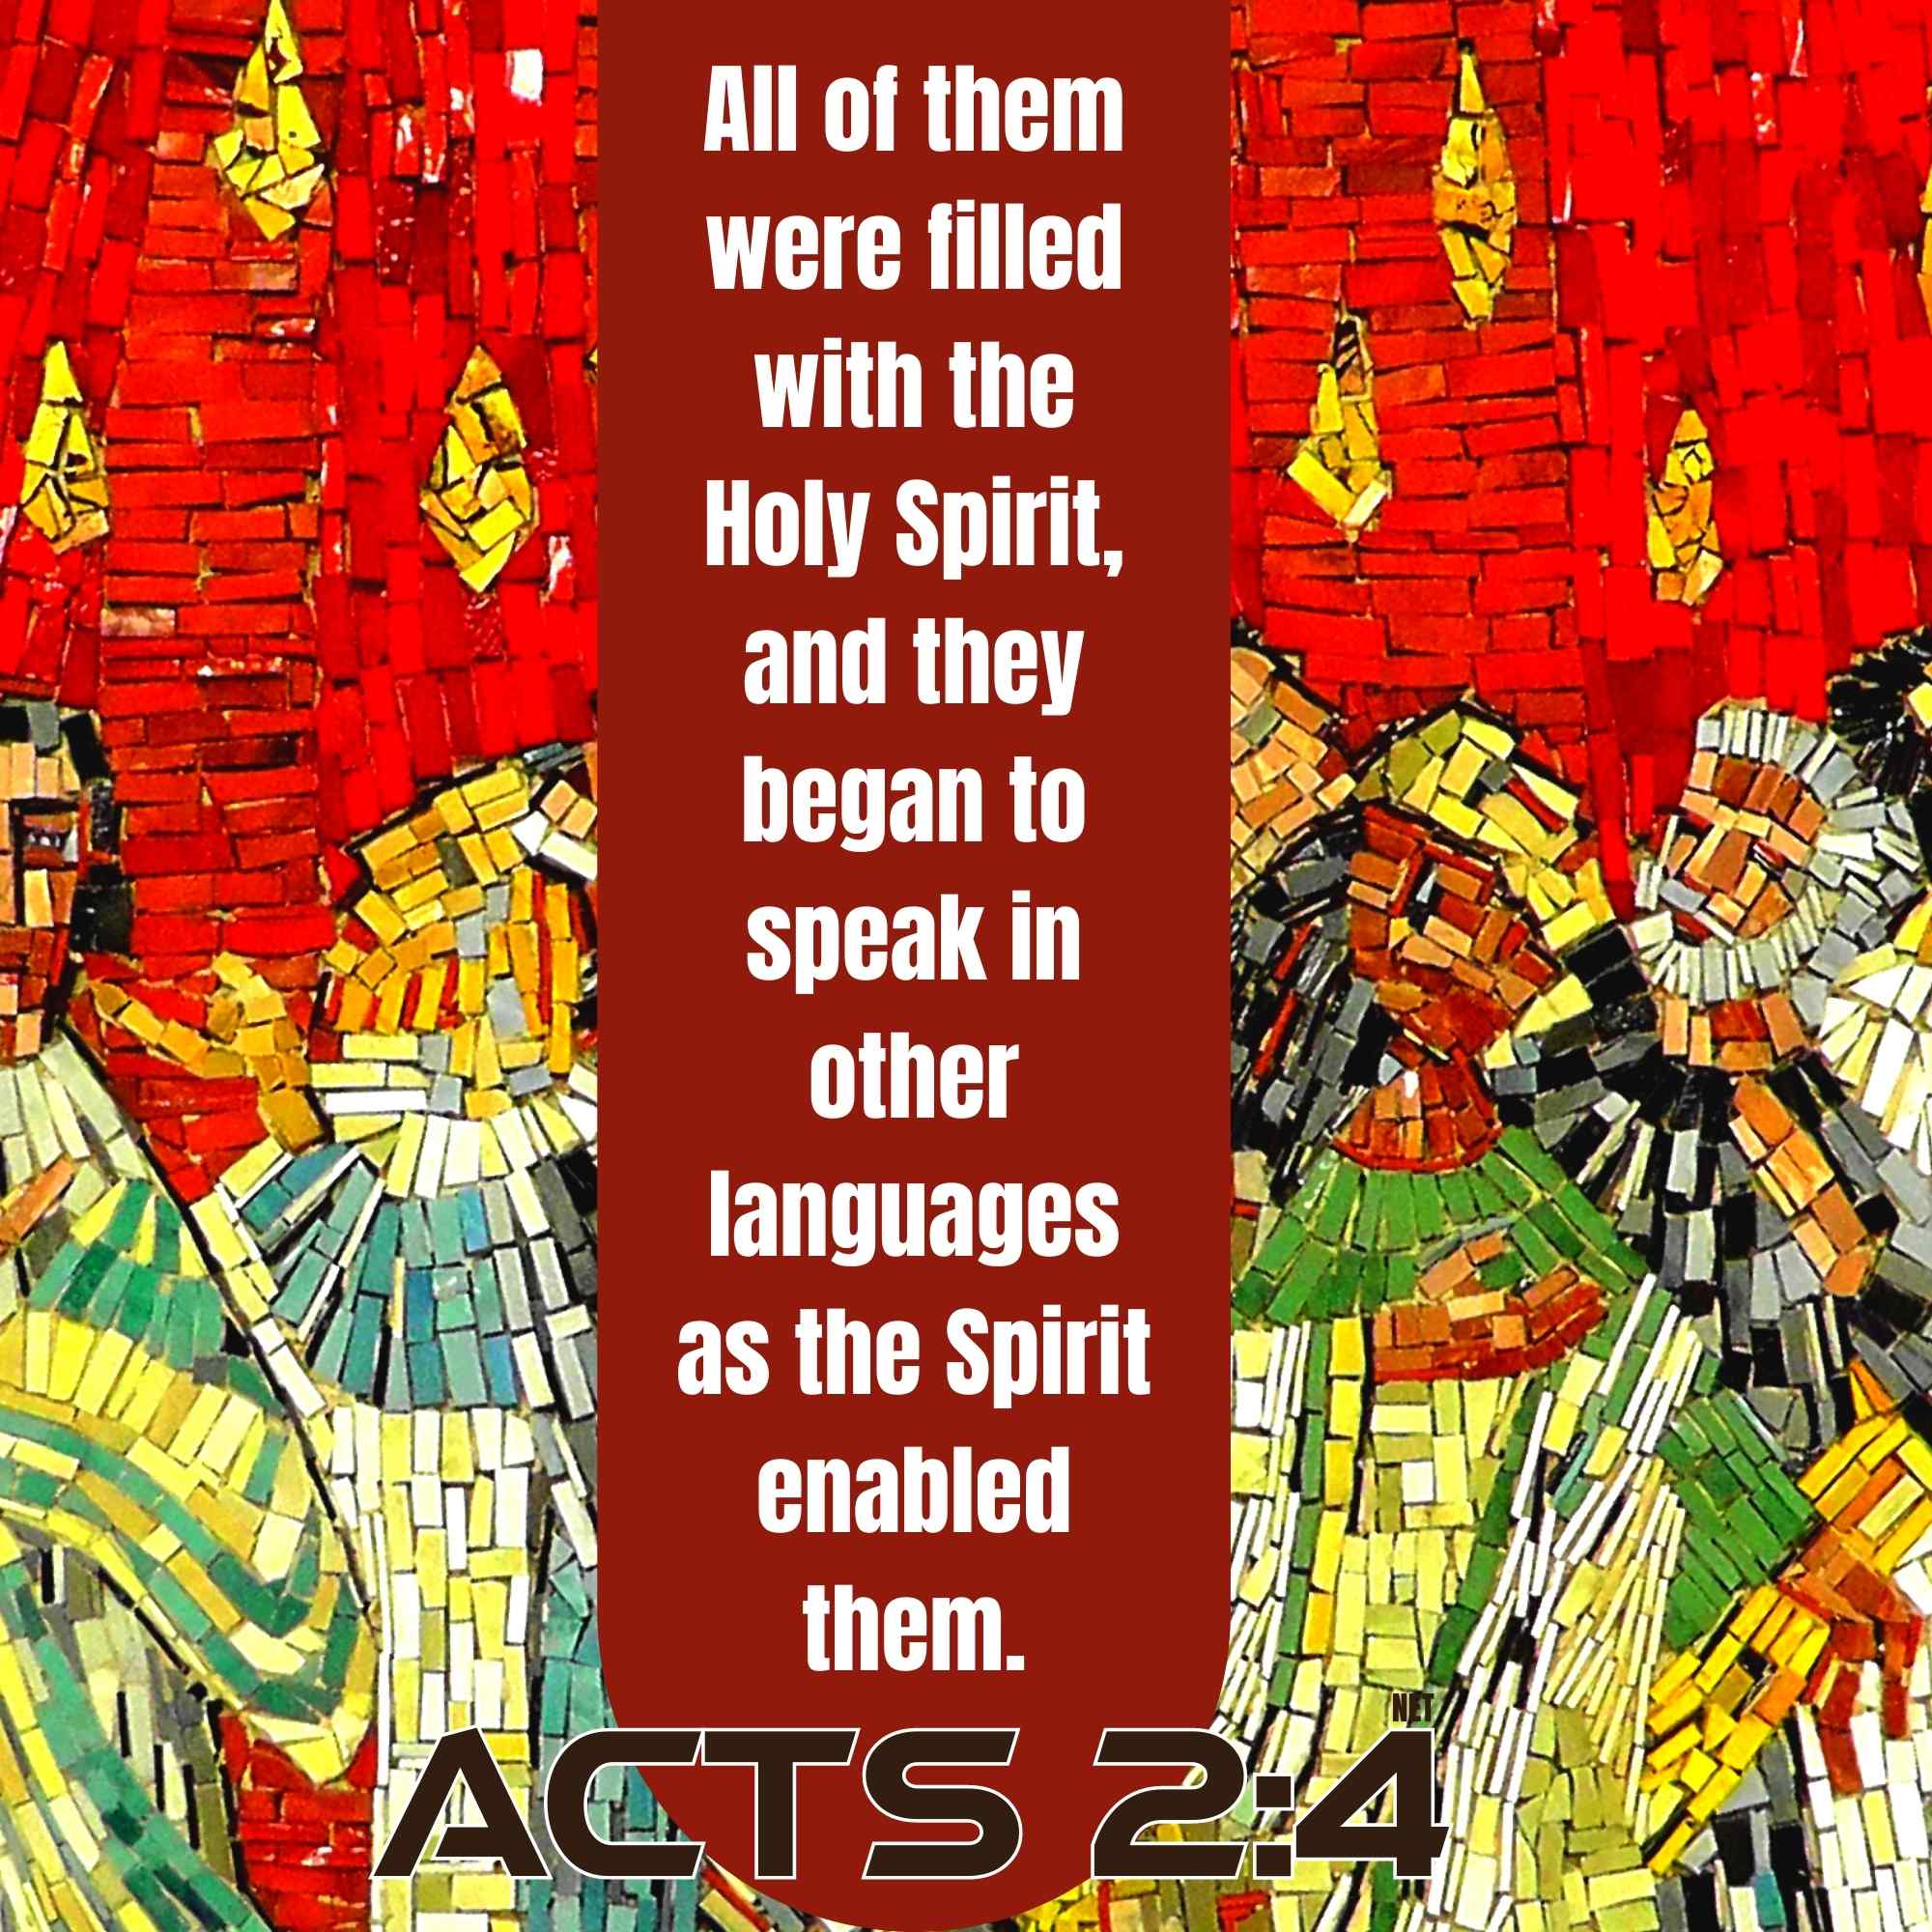 All of them
were filled
with the
Holy Spirit,
and they
began to
speak in
other
languages
as the Spirit
enabled
them.
NET
ACTS 2:4